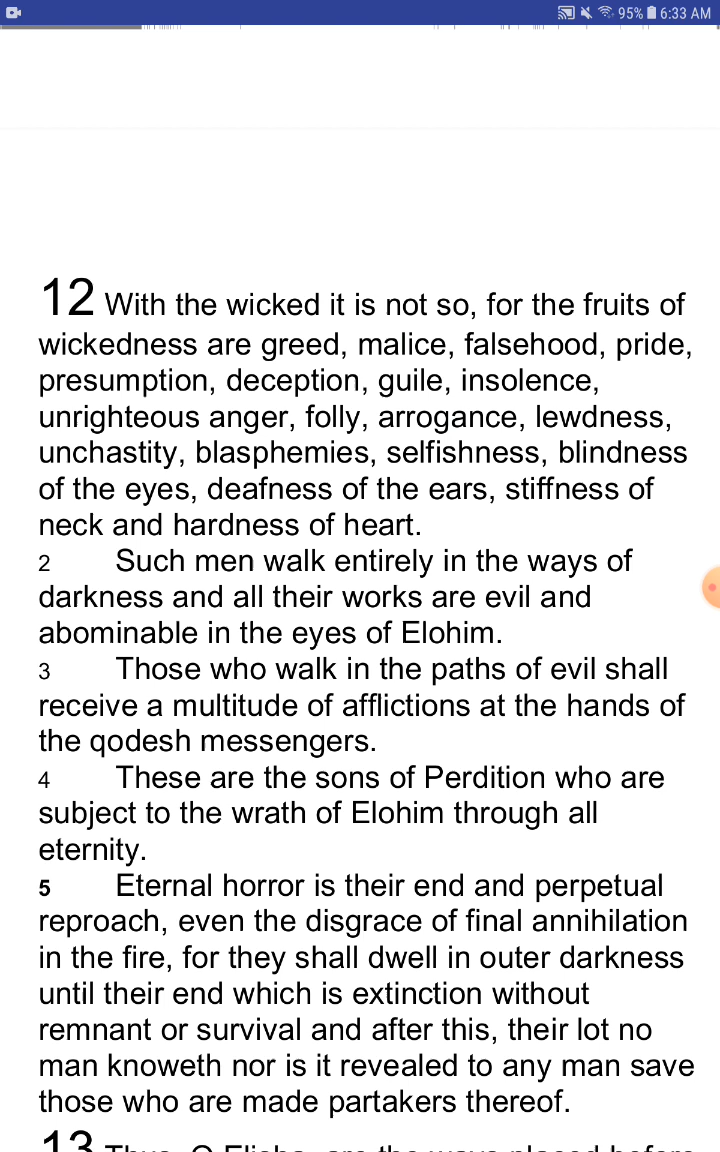 95% 6:33 AM
12 With the wicked it is not so, for the fruits of
wickedness are greed, malice, falsehood, pride,
presumption, deception, guile, insolence,
unrighteous anger, folly, arrogance, lewdness,
unchastity, blasphemies, selfishness, blindness
of the eyes, deafness of the ears, stiffness of
neck and hardness of heart.
2 Such men walk entirely in the ways of
darkness and all their works are evil and
abominable in the eyes of Elohim.
3 Those who walk in the paths of evil shall
receive a multitude of afflictions at the hands of
the qodesh messengers.
4 These are the sons of Perdition who are
subject to the wrath of Elohim through all
eternity.
5 Eternal horror is their end and perpetual
reproach, even the disgrace of final annihilation
in the fire, for they shall dwell in outer darkness
until their end which is extinction without
remnant or survival and after this, their lot no
man knoweth nor is it revealed to any man save
those who are made partakers thereof.
13 Thus, O Elisha, are the ways placed before